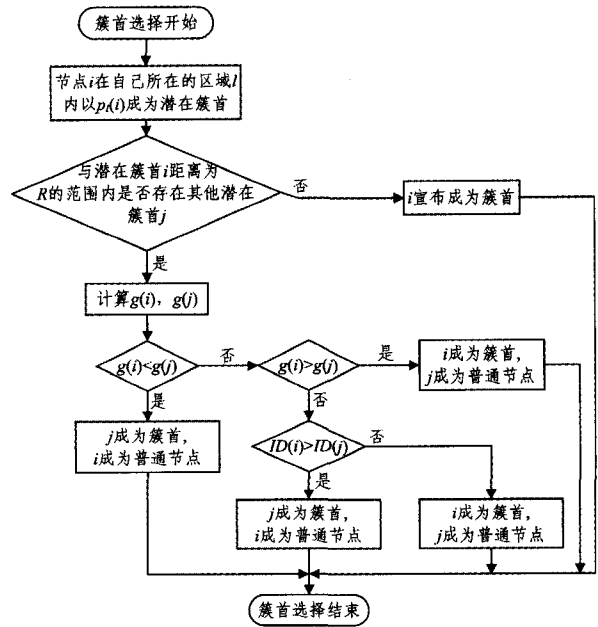 簇首选择开始
节点i在自己所在的区域l
内以pl(i)成为潜在簇首
与潜在簇首i距离为
R的范围内是否存在其他潜在
簇首j
否
i宣布成为簇首
是
计算g(i), g(j)
g(i)<g(j)
否
g(i)>g(j)
是
i成为簇首,
j成为普通节点
是
否
j成为簇首,
i成为普通节点
ID(i)>ID(j)
否
是
j成为簇首,
i成为普通节点
i成为簇首,
j成为普通节点
簇首选择结束